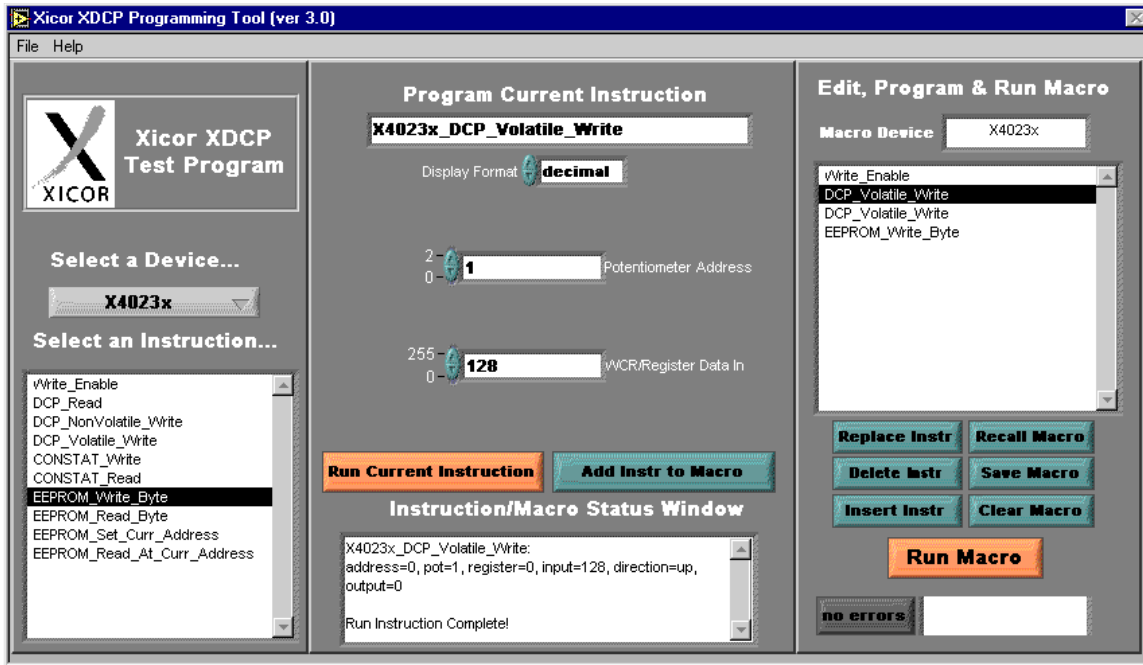 Xicor XDCP Programming Tool (ver 3.0)
File Help
XICOR
Xicor XDCP
Test Program
Select a Device...
X4023x
Select an Instruction...
Write_Enable
DCP_Read
DCP_NonVolatile_Write
DCP_Volatile_Write
CONSTAT_Write
CONSTAT_Read
EEPROM_Write_Byte
EEPROM_Read_Byte
EEPROM_Set_Curr_Address
EEPROM_Read_At_Curr_Address
Program Current Instruction
X4023x_DCP_Volatile_Write
Display Format decimal
2
0
1 Potentiometer Address
255
0
128 WCR/Register Data In
Run Current Instruction Add Instr to Macro
Instruction/Macro Status Window
X4023x_DCP_Volatile_Write:
address=0, pot=1, register=0, input=128, direction=up,
output=0
Run Instruction Complete!
Edit, Program & Run Macro
Macro Device X4023x
Write_Enable
DCP_Volatile_Write
DCP_Volatile_Write
EEPROM_Write_Byte
Replace Instr Recall Macro
Delete Instr Save Macro
Insert Instr Clear Macro
Run Macro
no errors